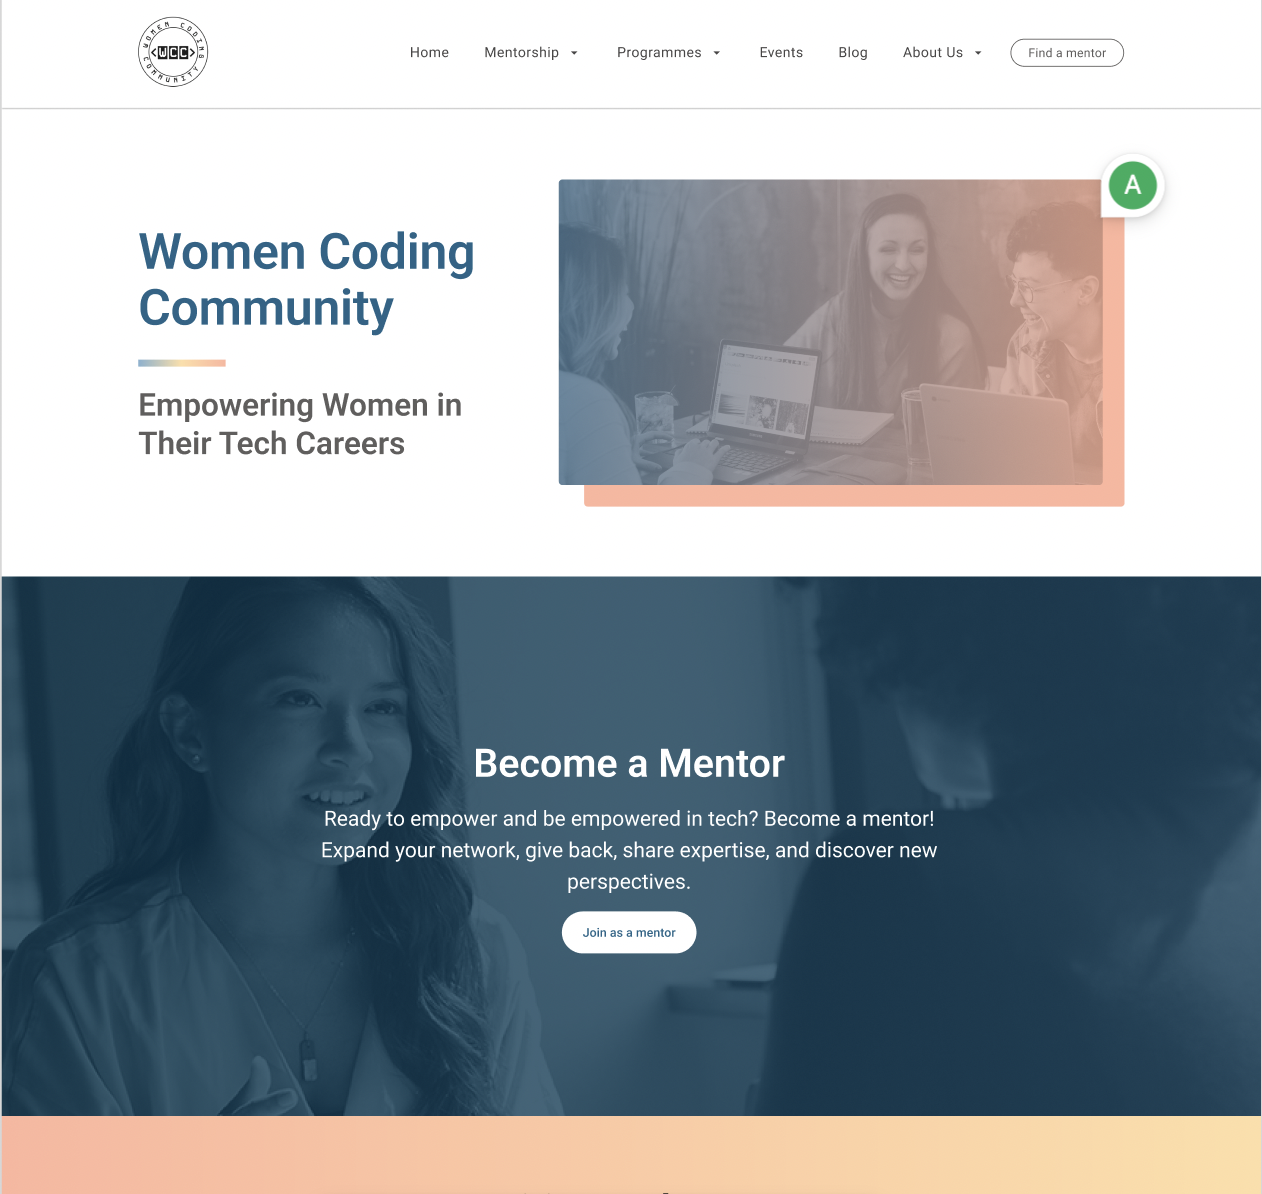 WOMEN CODING COMMUNITY
<WCC>
Home Mentorship Programmes Events Blog About Us Find a mentor
A
Women Coding
Community
Empowering Women in
Their Tech Careers
Become a Mentor
Ready to empower and be empowered in tech? Become a mentor!
Expand your network, give back, share expertise, and discover new
perspectives.
Join as a mentor